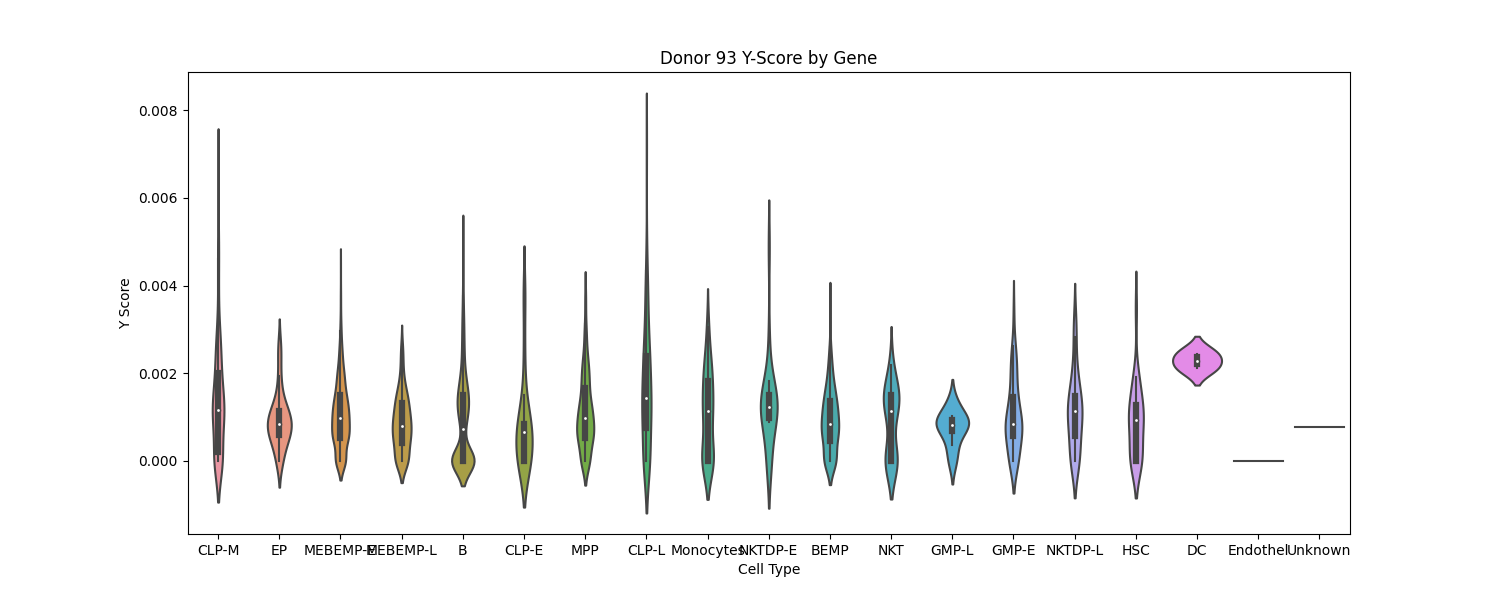 Donor 93 Y-Score by Gene
0.008
0.006
0.004
0.002
0.000
Y Score
CLP-M EP MEBEMP-E MEBEMP-L B CLP-E MPP CLP-L Monocytes NKTDP-E BEMP NKT GMP-L GMP-E NKTDP-L HSC DC Endothel Unknown
Cell Type